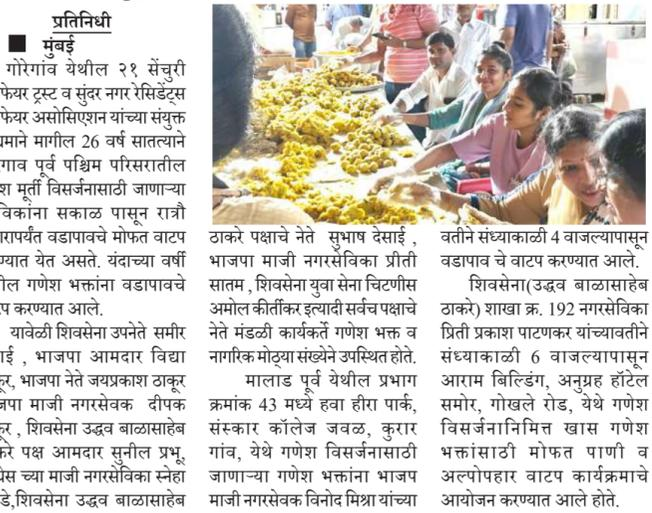 प्रतिनिधी
मुंबई
गोरेगांव येथील २१ सेंचुरी
फेयर ट्रस्ट व सुंदर नगर रेसिडेंट्स
फेयर असोसिएशन यांच्या संयुक्त
माने मागील 26 वर्ष सातत्याने
गाव पूर्व पश्चिम परिसरातील
मूर्ती विसर्जनासाठी जाणाऱ्या
सकाळ पासून रात्रौ
वडापावचे मोफत वाटप
येत असते. यंदाच्या वर्षी
गणेश भक्तांना वडापावचे
करण्यात आले.
यावेळी शिवसेना उपनेते समीर
, भाजपा आमदार विद्या
भाजपा नेते जयप्रकाश ठाकूर
माजी नगरसेवक दीपक
, शिवसेना उद्धव बाळासाहेब
पक्ष आमदार सुनील प्रभू,
च्या माजी नगरसेविका स्नेहा
डे,शिवसेना उद्धव बाळासाहेब
ठाकरे पक्षाचे नेते सुभाष देसाई ,
भाजपा माजी नगरसेविका प्रीती
सातम , शिवसेना युवा सेना चिटणीस
अमोल कीर्तीकर इत्यादी सर्वच पक्षाचे
नेते मंडळी कार्यकर्ते गणेश भक्त व
नागरिक मोठ्या संख्येने उपस्थित होते.
मालाड पूर्व येथील प्रभाग
क्रमांक 43 मध्ये हवा हीरा पार्क,
संस्कार कॉलेज जवळ, कुरार
गांव, येथे गणेश विसर्जनासाठी
जाणाऱ्या गणेश भक्तांना भाजप
माजी नगरसेवक विनोद मिश्रा यांच्या
वतीने संध्याकाळी 4 वाजल्यापासून
वडापाव चे वाटप करण्यात आले.
शिवसेना(उद्धव बाळासाहेब
ठाकरे) शाखा क्र. 192 नगरसेविका
प्रिती प्रकाश पाटणकर यांच्यावतीने
संध्याकाळी 6 वाजल्यापासून
आराम बिल्डिंग, अनुग्रह हॉटेल
समोर, गोखले रोड, येथे गणेश
विसर्जनानिमित्त खास गणेश
भक्तांसाठी मोफत पाणी व
अल्पोपहार वाटप कार्यक्रमाचे
आयोजन करण्यात आले होते.